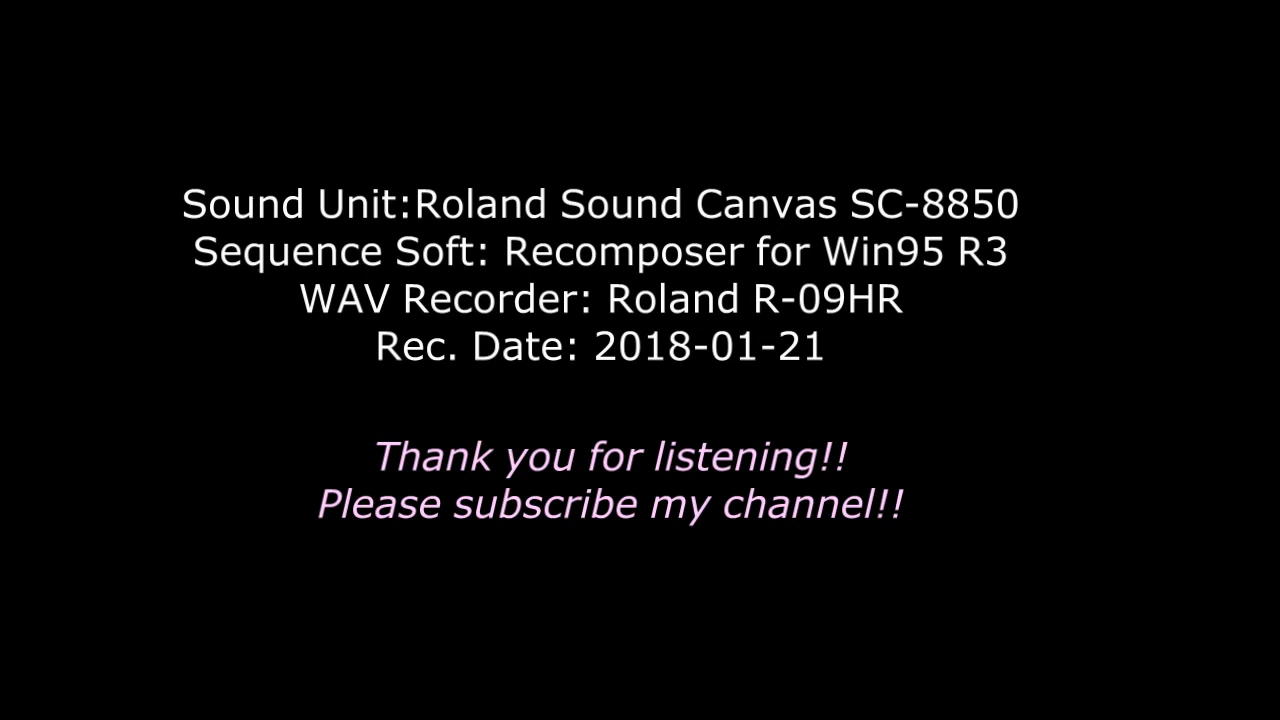 Sound Unit:Roland Sound Canvas SC-8850
Sequence Soft: Recomposer for Win95 R3
WAV Recorder: Roland R-09HR
Rec. Date: 2018-01-21
Thank you for listening!!
Please subscribe my channel!!